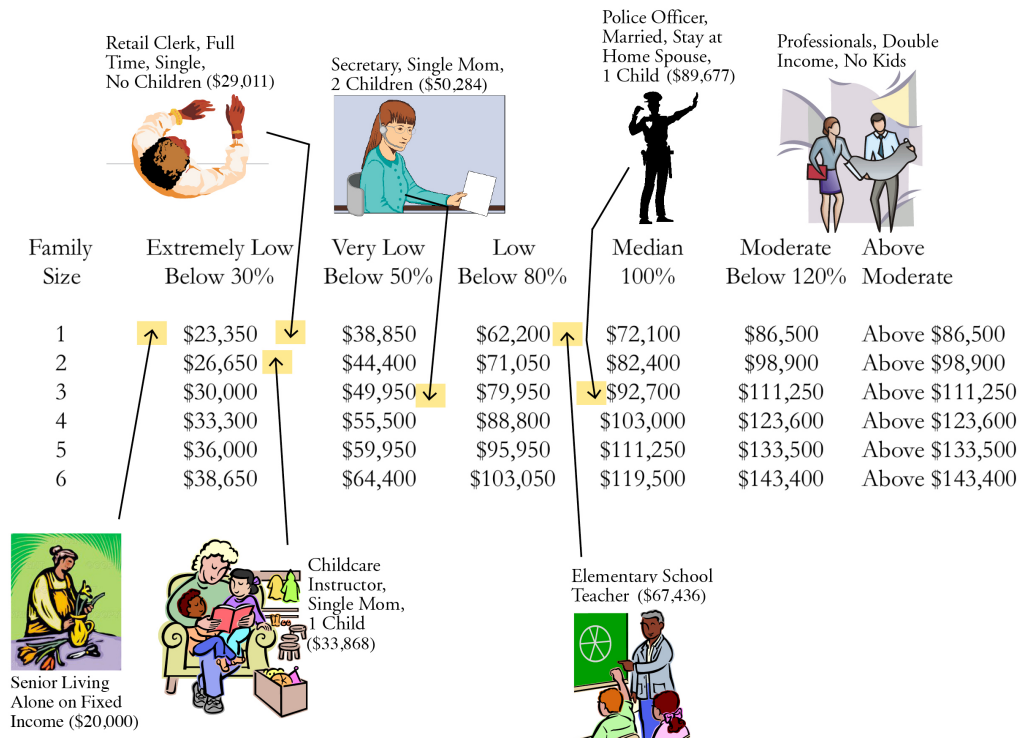 Retail Clerk, Full
Time, Single,
No Children ($29,011)
Secretary, Single Mom,
2 Children ($50,284)
Police Officer,
Married, Stay at
Home Spouse,
1 Child ($89,677)
Professionals, Double
Income, No Kids
Family Size
Extremely Low Below 30%
Very Low Below 50%
Low Below 80%
Median 100%
Moderate Below 120%
Above Moderate
1 $23,350 $38,850 $62,200 $72,100 $86,500 Above $86,500
2 $26,650 $44,400 $71,050 $82,400 $98,900 Above $98,900
3 $30,000 $49,950 $79,950 $92,700 $111,250 Above $111,250
4 $33,300 $55,500 $88,800 $103,000 $123,600 Above $123,600
5 $36,000 $59,950 $95,950 $111,250 $133,500 Above $133,500
6 $38,650 $64,400 $103,050 $119,500 $143,400 Above $143,400
Senior Living
Alone on Fixed
Income ($20,000)
Childcare
Instructor,
Single Mom,
1 Child
($33,868)
Elementary School
Teacher ($67,436)